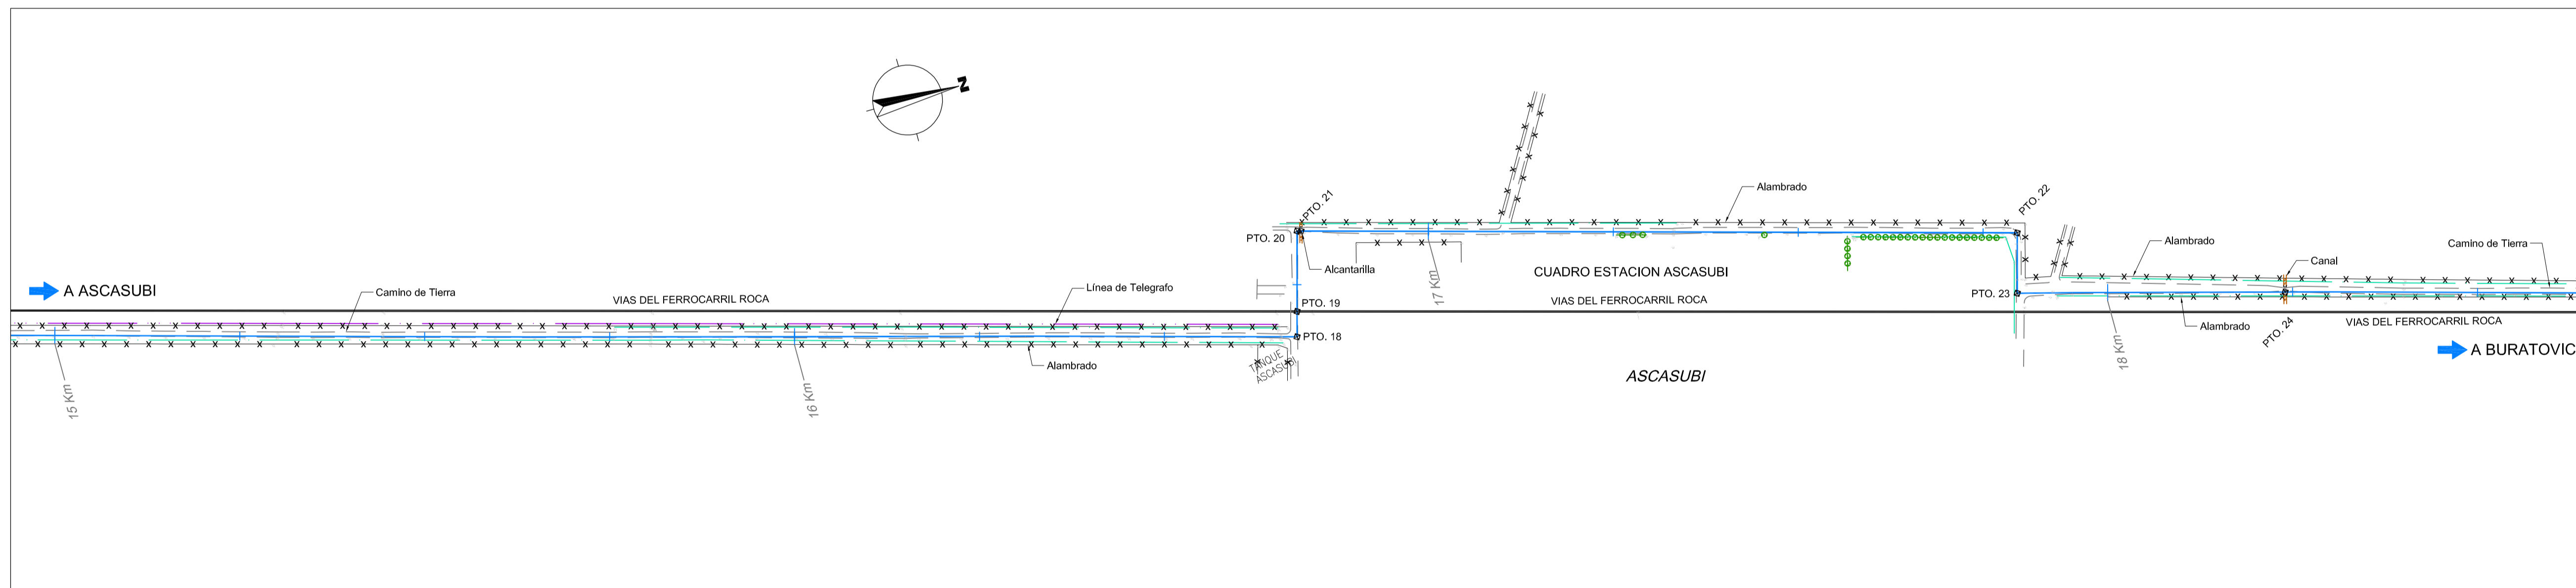 N
PTO. 21
Alambrado
PTO. 22
PTO. 20
Alambrado
Camino de Tierra
Alcantarilla
CUADRO ESTACION ASCASUBI
Canal
17 Km
A ASCASUBI
Camino de Tierra
VIAS DEL FERROCARRIL ROCA
Línea de Telegrafo
PTO. 19
VIAS DEL FERROCARRIL ROCA
PTO. 23
Alambrado
PTO. 24
VIAS DEL FERROCARRIL ROCA
PTO. 18
18 Km
A BURATOVIC
TANQUE
ASCASUBI
Alambrado
ASCASUBI
15 Km
16 Km